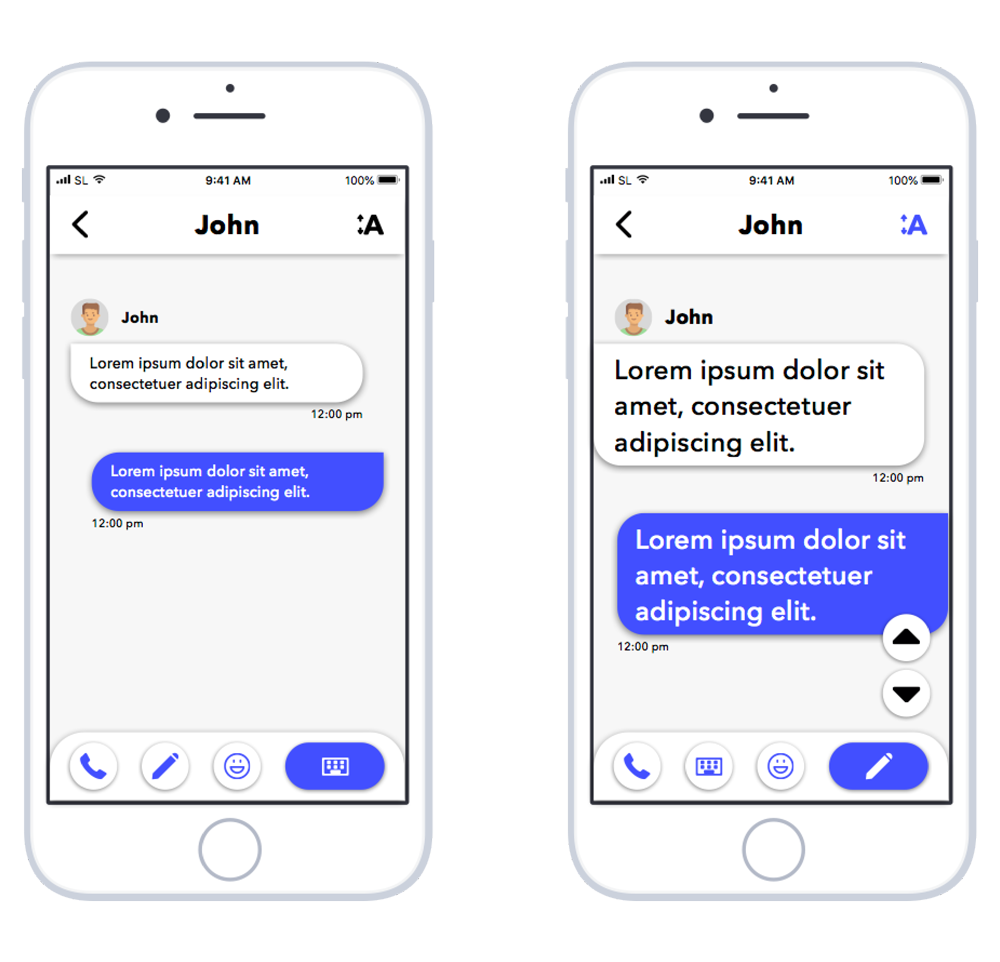 SL 9:41 AM 100%
John A
John
Lorem ipsum dolor sit amet,
consectetuer adipiscing elit.
12:00 pm
Lorem ipsum dolor sit amet,
consectetuer adipiscing elit.
12:00 pm
SL 9:41 AM 100%
John A
John
Lorem ipsum dolor sit
amet, consectetuer
adipiscing elit.
12:00 pm
Lorem ipsum dolor sit
amet, consectetuer
adipiscing elit.
12:00 pm